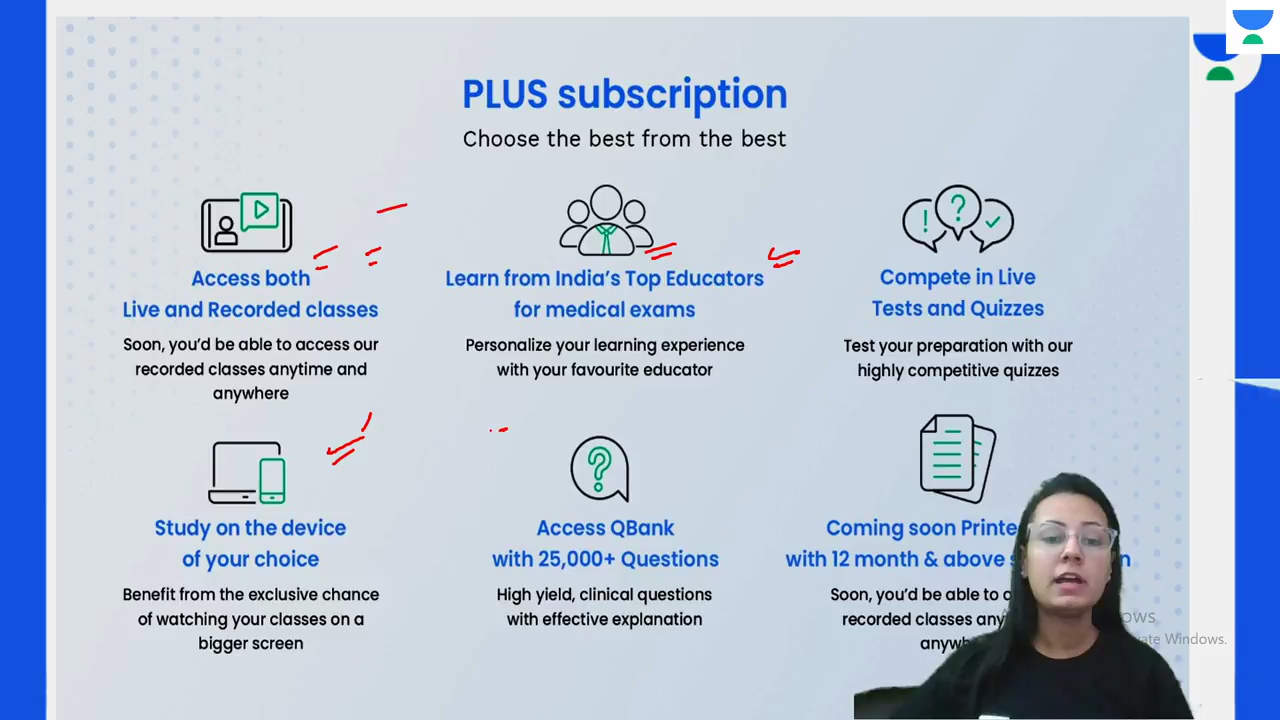 PLUS subscription
Choose the best from the best
Access both
Live and Recorded classes
Soon, you'd be able to access our
recorded classes anytime and
anywhere
Learn from India's Top Educators
for medical exams
Personalize your learning experience
with your favourite educator
Compete in Live
Tests and Quizzes
Test your preparation with our
highly competitive quizzes
Study on the device
of your choice
Benefit from the exclusive chance
of watching your classes on a
bigger screen
Access QBank
with 25,000+ Questions
High yield, clinical questions
with effective explanation
Coming soon
with 12 month & above
Soon, you'd be able to
recorded classes
Windows.